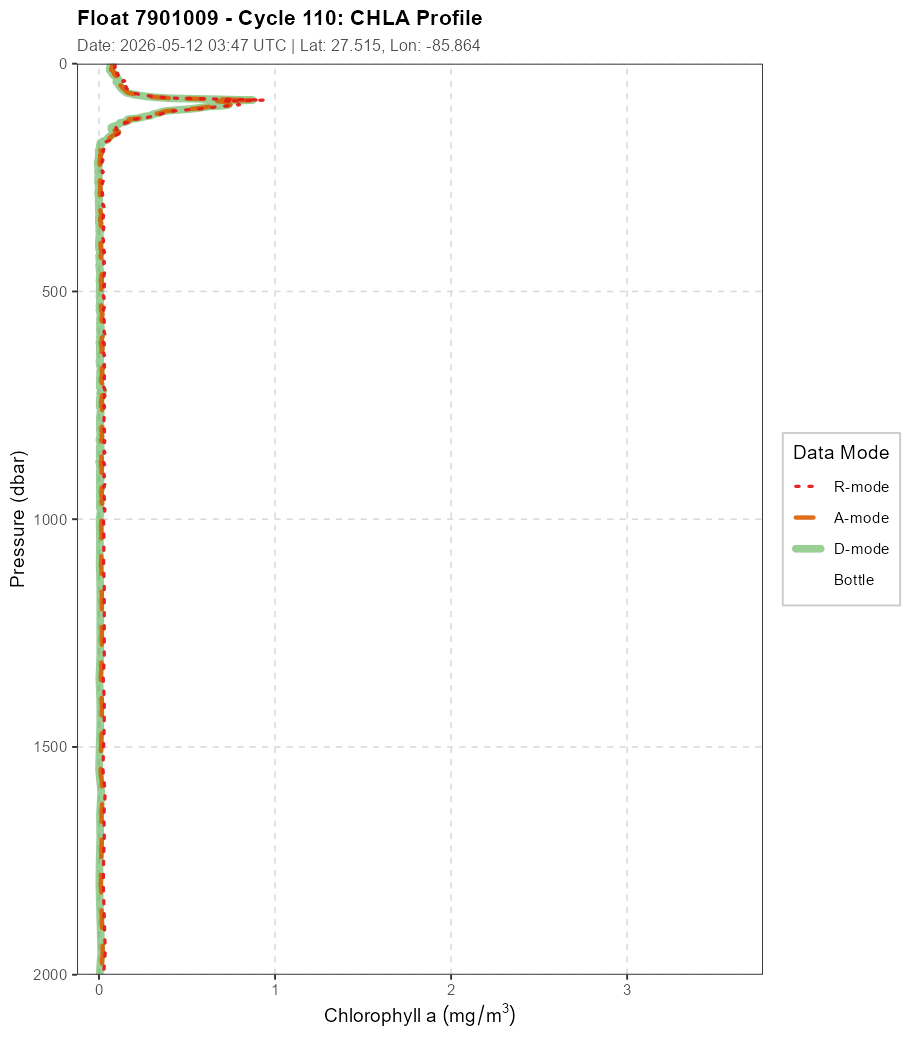 Float 7901009 - Cycle 110: CHLA Profile
Date: 2026-05-12 03:47 UTC | Lat: 27.515, Lon: -85.864
0
500
1000
1500
2000
Pressure (dbar)
0 1 2 3
Chlorophyll a (mg/m³)
Data Mode
R-mode
A-mode
D-mode
Bottle